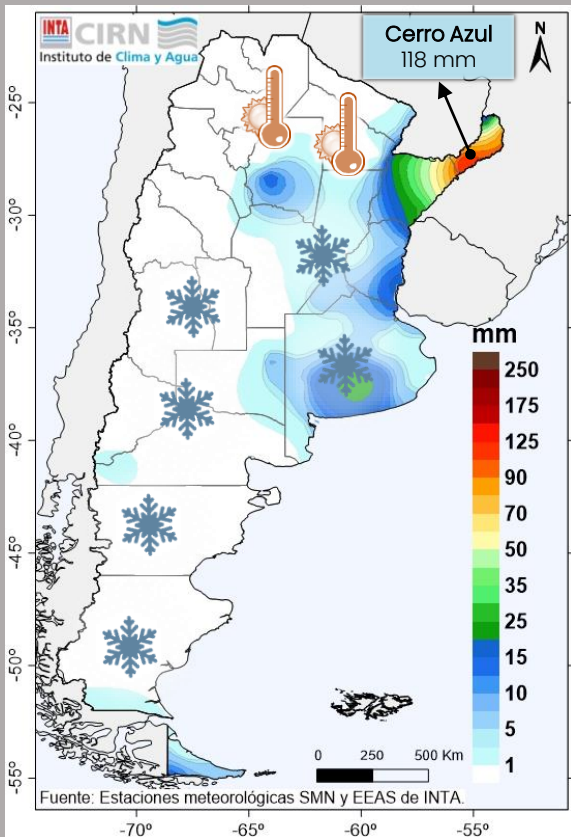 INTA CIRN
Instituto de Clima y Agua
Cerro Azul
118 mm
N
-25°
-30°
-35°
-40°
-45°
-50°
-55°
mm
250
175
125
90
70
50
35
25
15
10
5
1
0 250 500 Km
Fuente: Estaciones meteorológicas SMN y EEAS de INTA.
-70° -65° -60° -55°